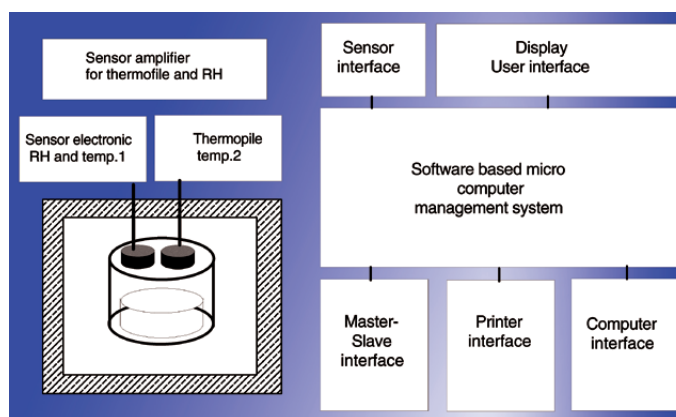 Sensor amplifier
for thermofile and RH
Sensor electronic
RH and temp.1
Thermopile
temp.2
Sensor
interface
Display
User interface
Software based micro
computer
management system
Master-
Slave
interface
Printer
interface
Computer
interface